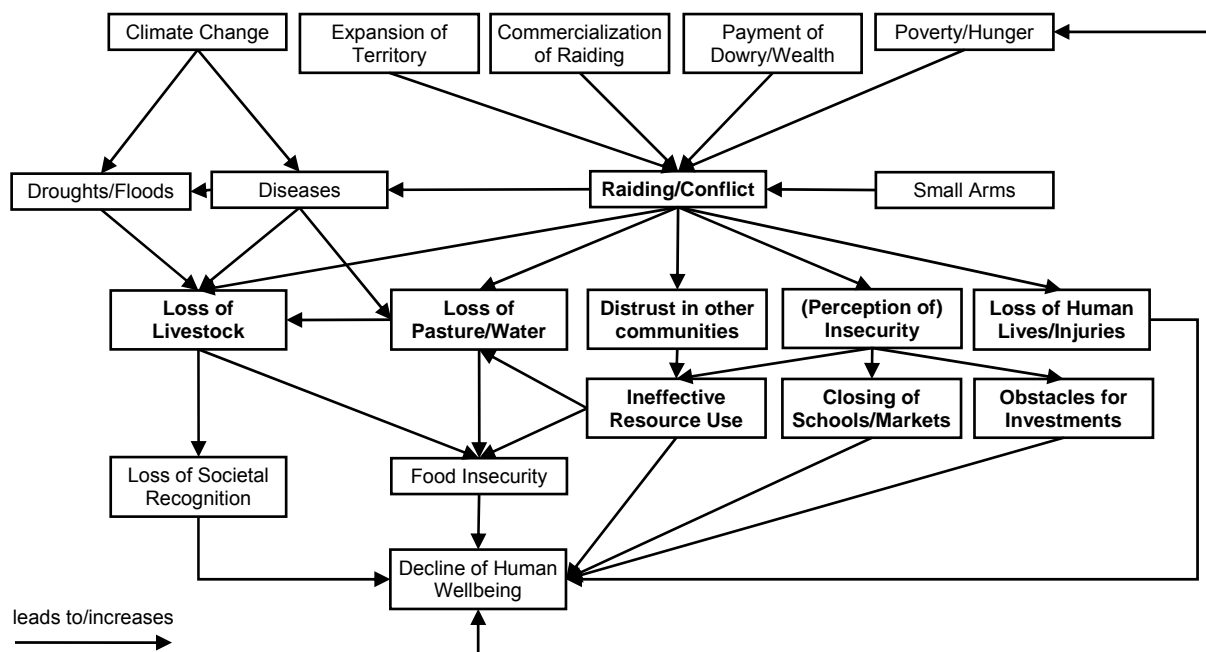 Climate Change
Expansion of
Territory
Commercialization
of Raiding
Payment of
Dowry/Wealth
Poverty/Hunger
Droughts/Floods
Diseases
Raiding/Conflict
Small Arms
Loss of
Livestock
Loss of
Pasture/Water
Distrust in other
communities
(Perception of)
Insecurity
Loss of Human
Lives/Injuries
Ineffective
Resource Use
Closing of
Schools/Markets
Obstacles for
Investments
Loss of Societal
Recognition
Food Insecurity
Decline of Human
Wellbeing
leads to/increases